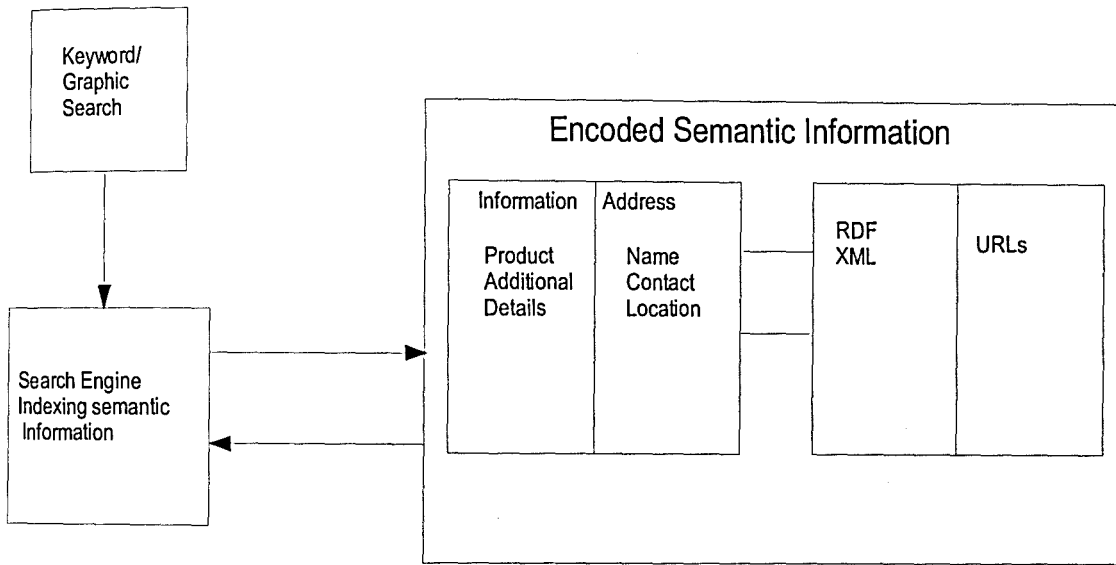 Keyword/
Graphic
Search
Encoded Semantic Information
Information
Product
Additional
Details
Address
Name
Contact
Location
RDF
XML
URLs
Search Engine
Indexing semantic
Information